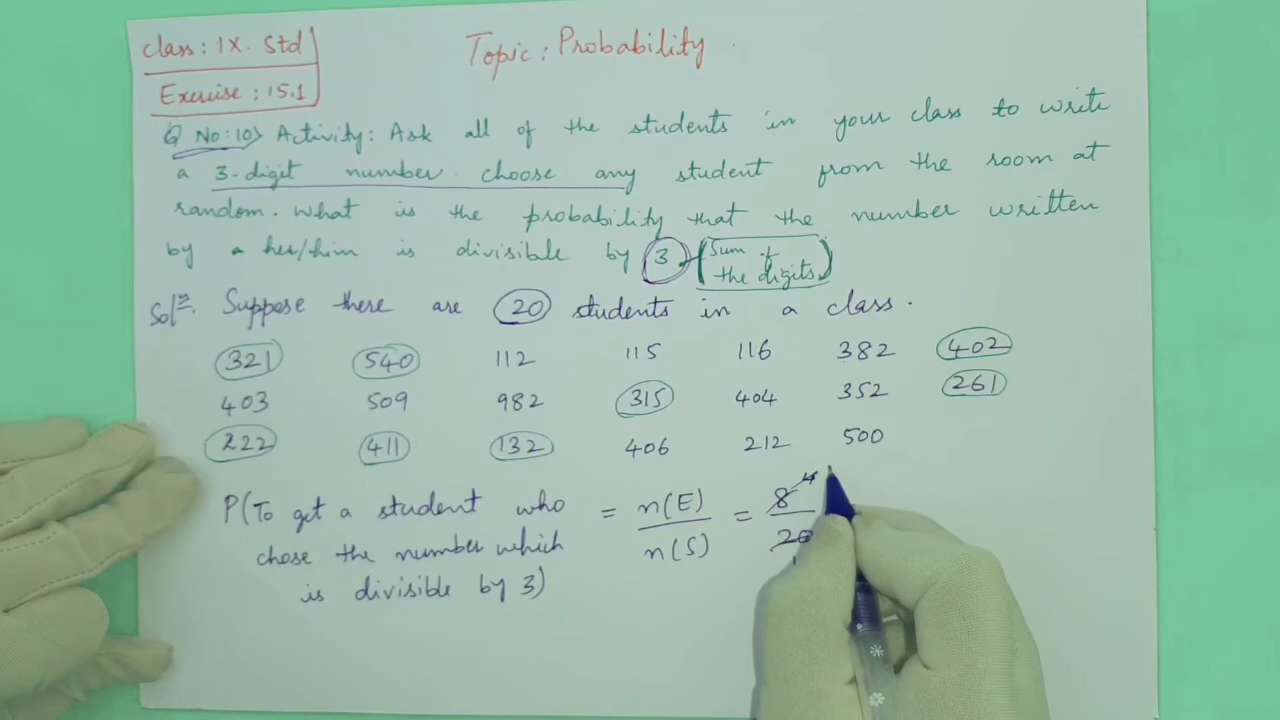 class: IX. Std
Topic: Probability
Exercise: 15.1
Q No:10) Activity: Ask all of the students in your class to write
a 3-digit number. choose any student from the room at
random. What is the probability that the number written
by a her/him is divisible by 3
Sum of
the digits
Soln. Suppose there are 20 students in a class.
321 540 112 115 116 382 402
403 509 982 315 404 352 261
222 411 132 406 212 500
P(To get a student who
chose the number which
is divisible by 3)
= n(E)
n(S)
= 8 4
20
1